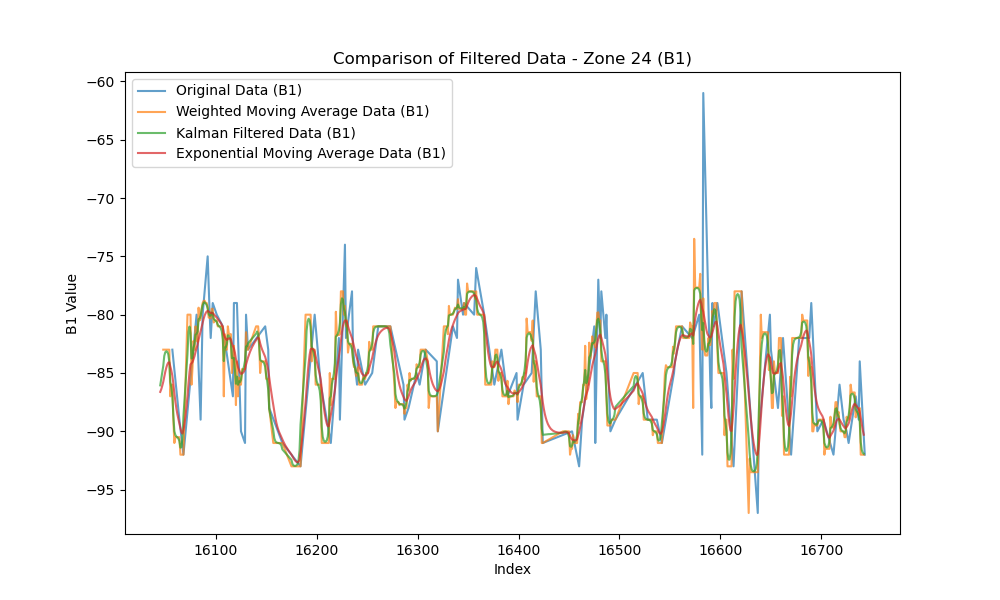 Comparison of Filtered Data - Zone 24 (B1)
Original Data (B1)
Weighted Moving Average Data (B1)
Kalman Filtered Data (B1)
Exponential Moving Average Data (B1)
B1 Value
−60
−65
−70
−75
−80
−85
−90
−95
16100 16200 16300 16400 16500 16600 16700
Index